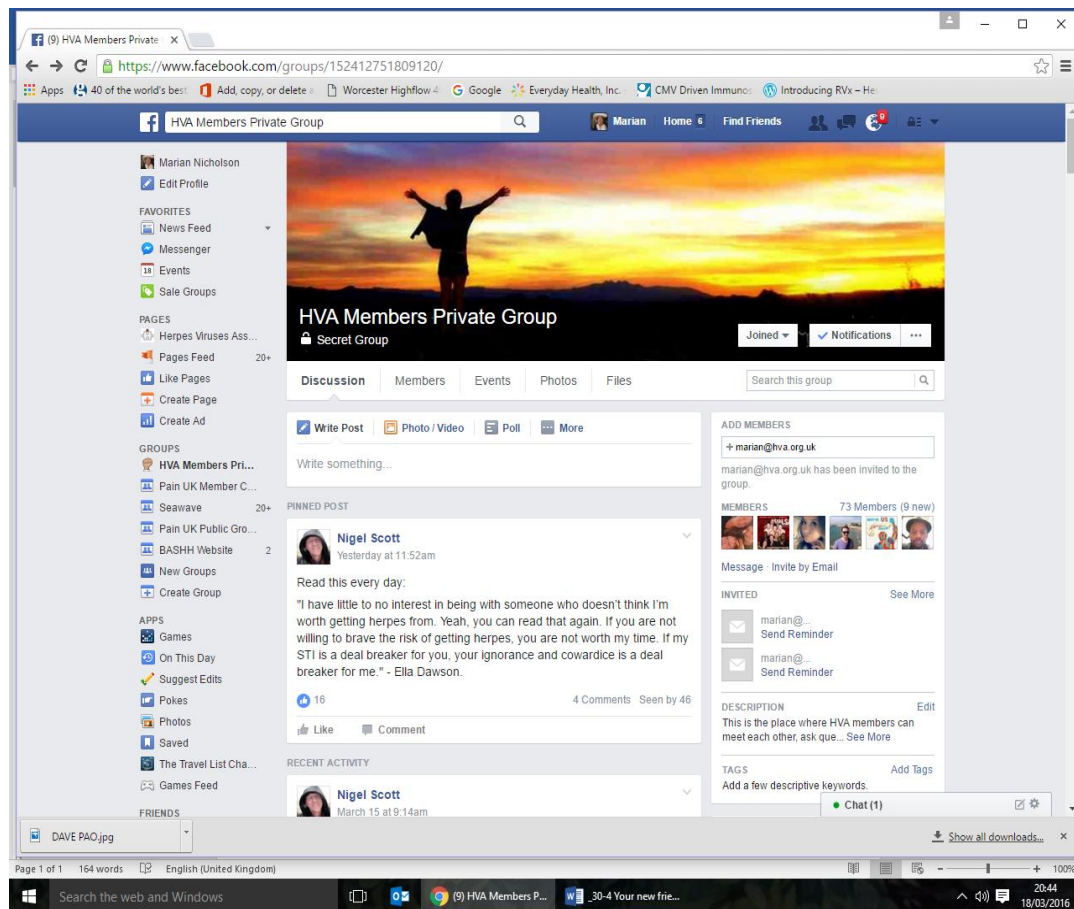 (9) HVA Members Private
https://www.facebook.com/groups/152412751809120/
Apps 40 of the world's best Add, copy, or delete a Worcester Highflow 4 Google Everyday Health, Inc. - CMV Driven Immunos Introducing RVx – He
HVA Members Private Group Marian Home 6 Find Friends 9
Marian Nicholson
Edit Profile
FAVORITES
News Feed
Messenger
18 Events
Sale Groups
PAGES
Herpes Viruses Ass...
Pages Feed 20+
Like Pages
Create Page
Create Ad
GROUPS
HVA Members Pri...
Pain UK Member C...
Seawave 20+
Pain UK Public Gro...
BASHH Website 2
New Groups
Create Group
APPS
Games
On This Day
Suggest Edits
Pokes
Photos
Saved
The Travel List Cha...
Games Feed
FRIENDS
HVA Members Private Group
Secret Group
Joined Notifications ...
Discussion Members Events Photos Files Search this group
Write Post Photo / Video Poll More
Write something...
PINNED POST
Nigel Scott
Yesterday at 11:52am
Read this every day:
"I have little to no interest in being with someone who doesn't think I'm
worth getting herpes from. Yeah, you can read that again. If you are not
willing to brave the risk of getting herpes, you are not worth my time. If my
STI is a deal breaker for you, your ignorance and cowardice is a deal
breaker for me." - Ella Dawson.
16 4 Comments Seen by 46
Like Comment
RECENT ACTIVITY
Nigel Scott
March 15 at 9:14am
ADD MEMBERS
+ marian@hva.org.uk
marian@hva.org.uk has been invited to the
group.
MEMBERS 73 Members (9 new)
Message · Invite by Email
INVITED See More
marian@...
Send Reminder
marian@...
Send Reminder
DESCRIPTION Edit
This is the place where HVA members can
meet each other, ask que... See More
TAGS Add Tags
Add a few descriptive keywords.
Chat (1)
DAVE PAO.jpg Show all downloads...
Page 1 of 1 164 words English (United Kingdom) 100%
Search the web and Windows (9) HVA Members P... _30-4 Your new frie... 20:44
18/03/2016